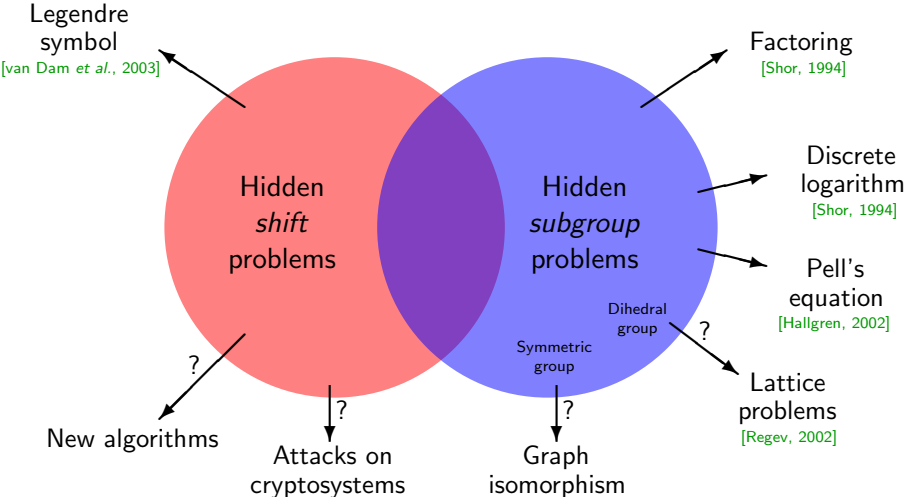 Legendre
symbol
[van Dam et al., 2003]
Factoring
[Shor, 1994]
Hidden
shift
problems
Hidden
subgroup
problems
Discrete
logarithm
[Shor, 1994]
Pell's
equation
[Hallgren, 2002]
Dihedral
group
Symmetric
group
?
Lattice
problems
[Regev, 2002]
?
New algorithms
?
Attacks on
cryptosystems
?
Graph
isomorphism